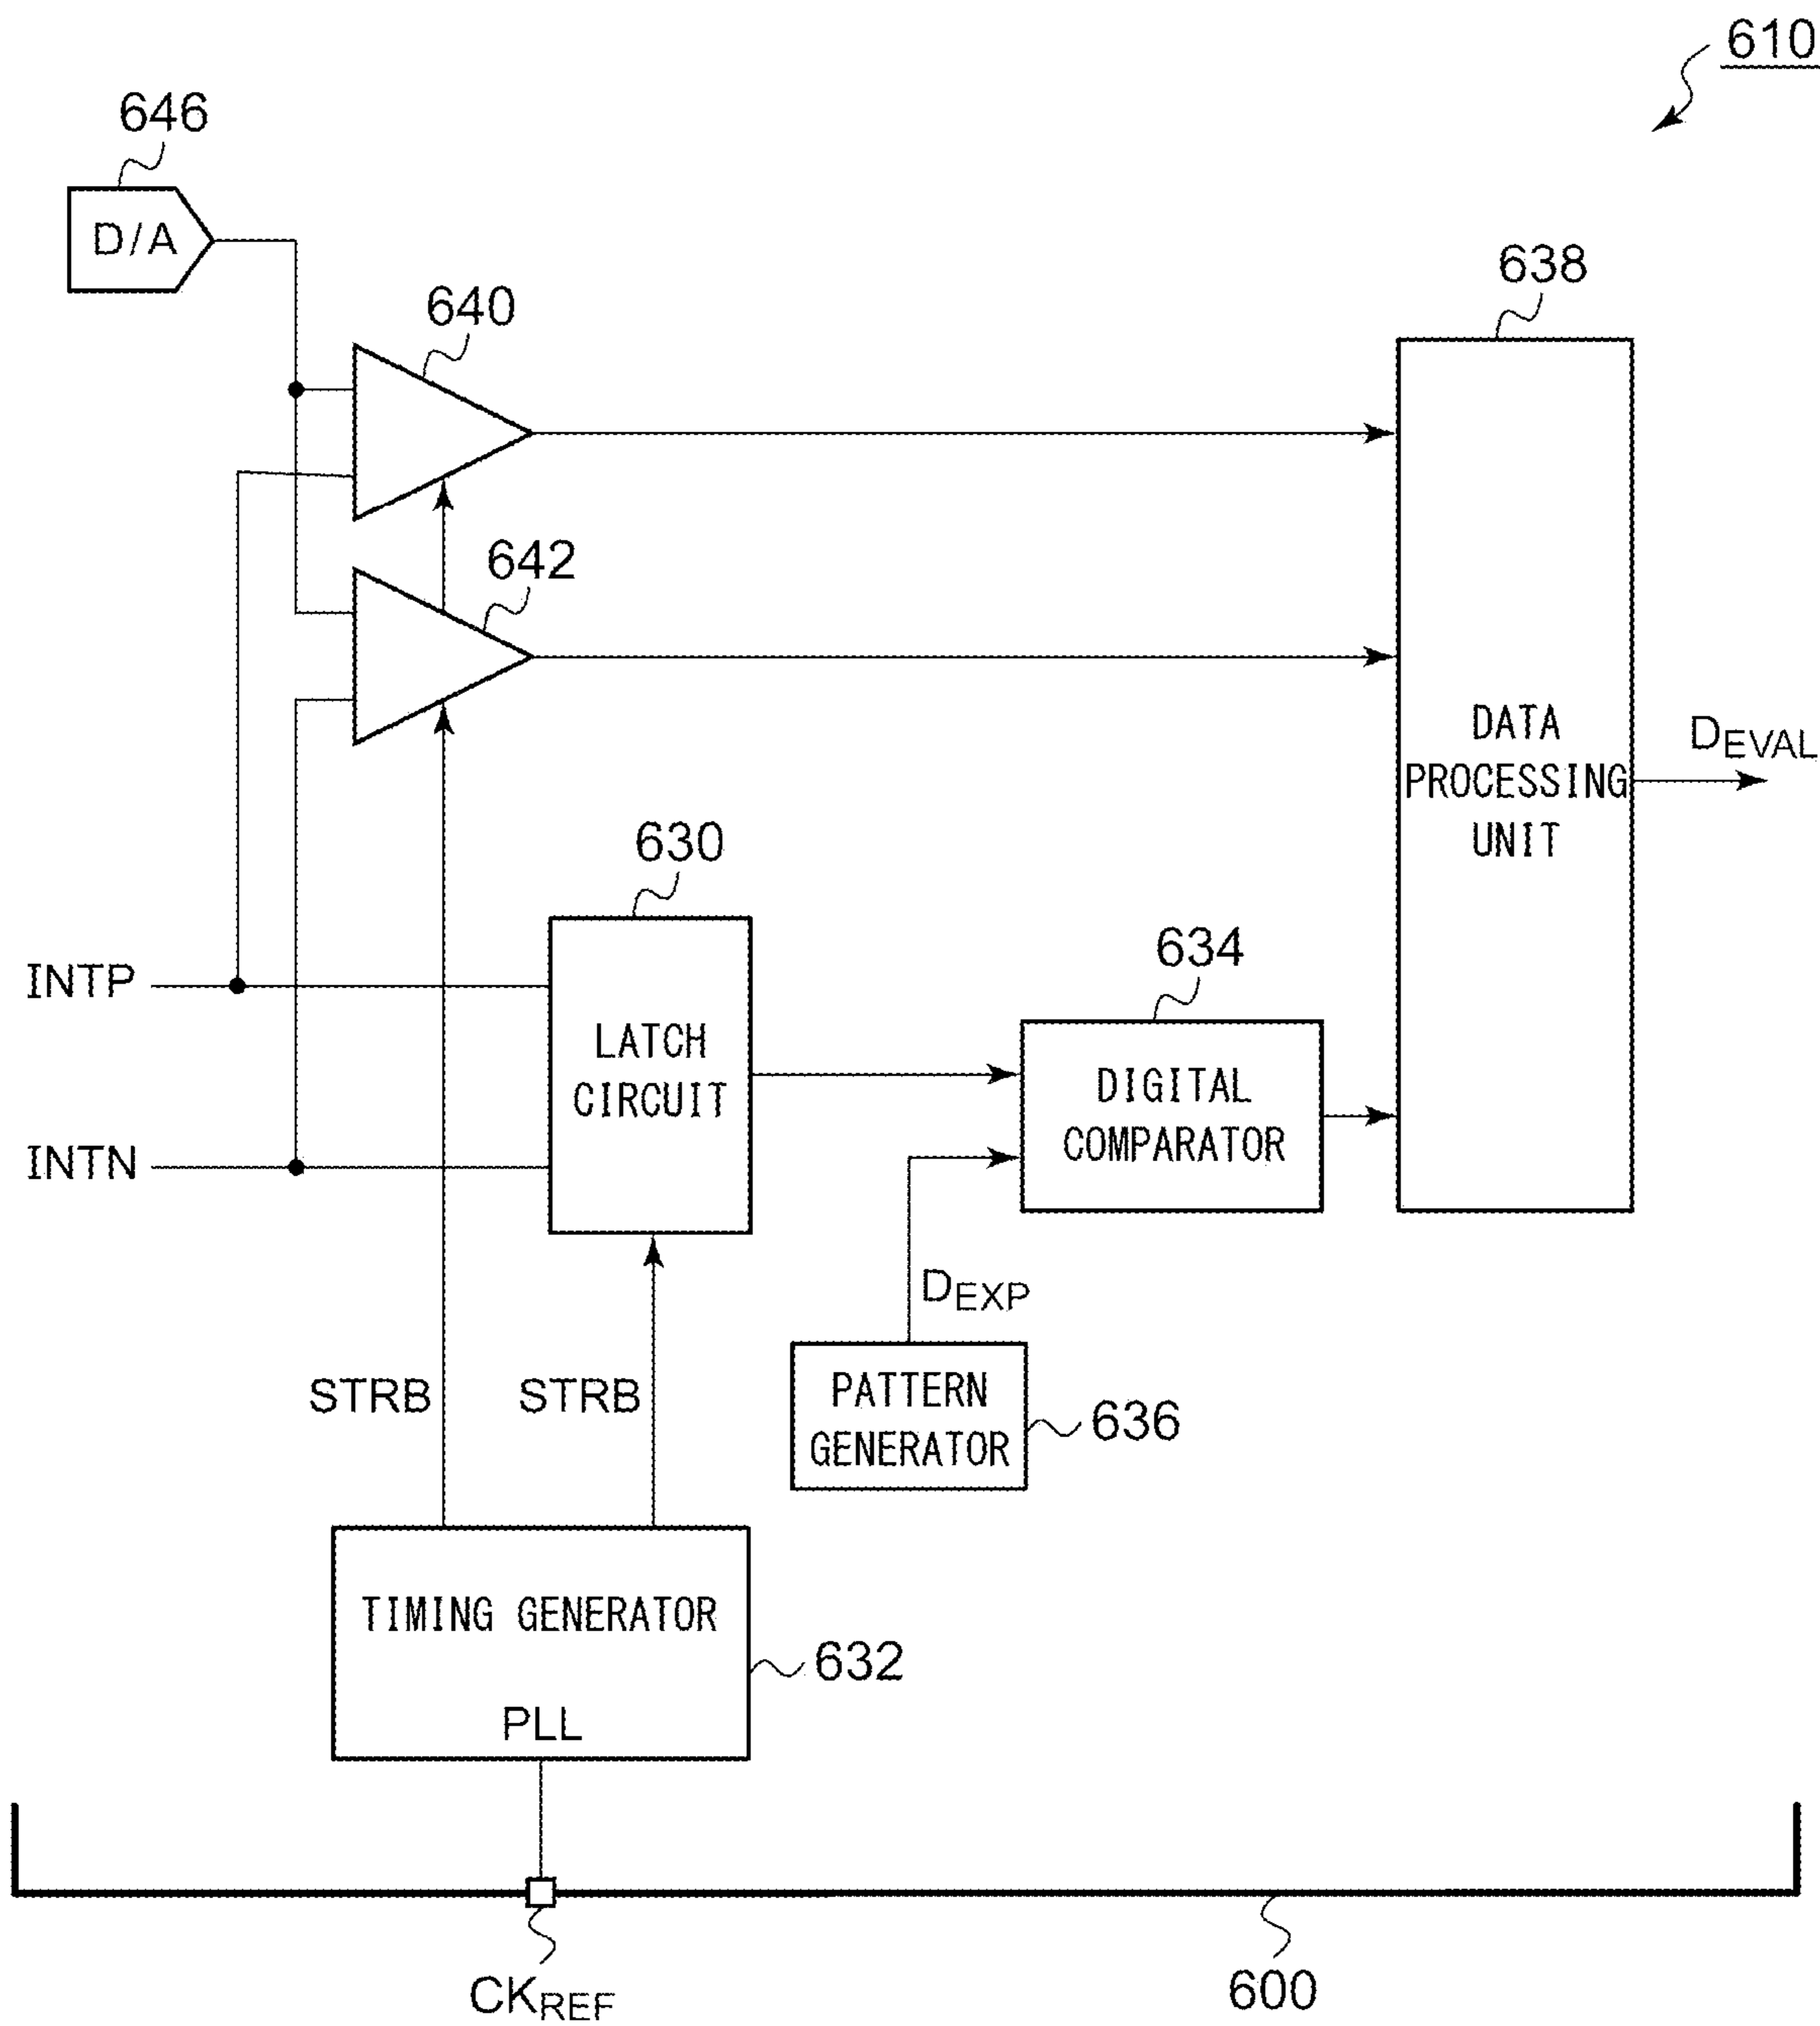 610
646
D/A
640
638
642
DATA
PROCESSING
UNIT
DEVAL
630
634
INTP
LATCH
CIRCUIT
DIGITAL
COMPARATOR
INTN
DEXP
STRB
STRB
PATTERN
GENERATOR
636
TIMING GENERATOR
632
PLL
CKREF
600